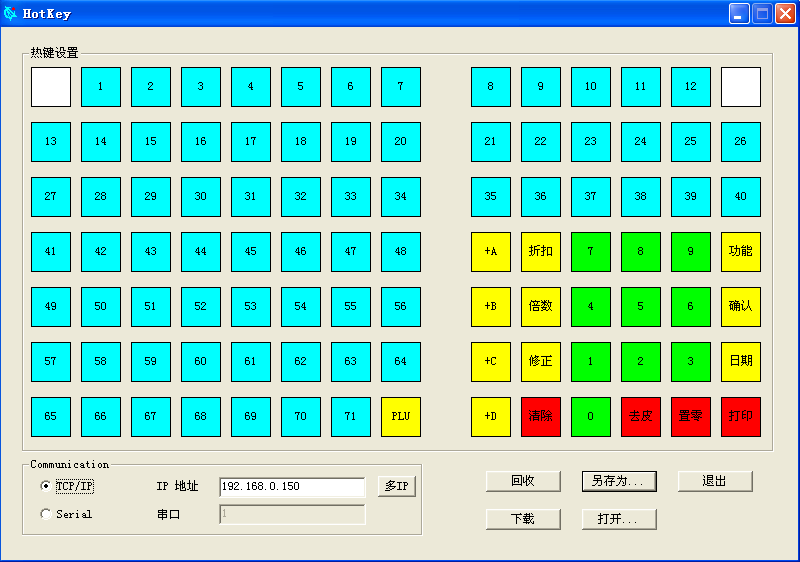 HotKey
热键设置
1 2 3 4 5 6 7 8 9 10 11 12
13 14 15 16 17 18 19 20 21 22 23 24 25 26
27 28 29 30 31 32 33 34 35 36 37 38 39 40
41 42 43 44 45 46 47 48 +A 折扣 7 8 9 功能
49 50 51 52 53 54 55 56 +B 倍数 4 5 6 确认
57 58 59 60 61 62 63 64 +C 修正 1 2 3 日期
65 66 67 68 69 70 71 PLU +D 清除 0 去皮 置零 打印
Communication
TCP/IP IP 地址 192.168.0.150 多IP 回收 另存为... 退出
Serial 串口 1 下载 打开...